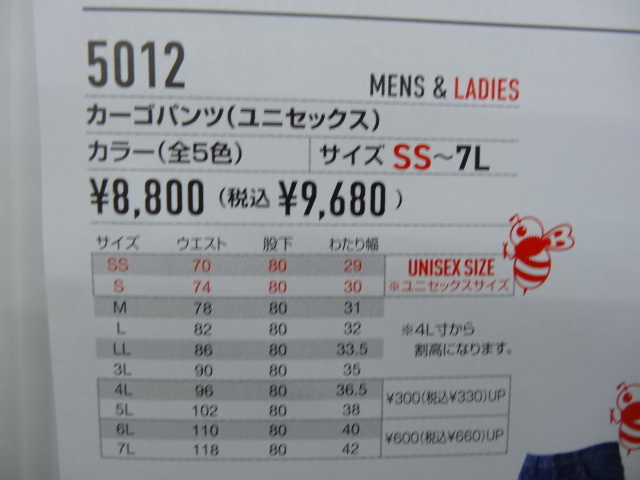 5012
MENS & LADIES
カーゴパンツ(ユニセックス)
カラー(全5色) サイズ SS~7L
¥8,800 (税込 ¥9,680 )
サイズ ウエスト 股下 わたり幅
SS 70 80 29 UNISEX SIZE
S 74 80 30 ※ユニセックスサイズ
M 78 80 31
L 82 80 32 ※4L寸から
LL 86 80 33.5 割高になります。
3L 90 80 35
4L 96 80 36.5 ¥300(税込¥330)UP
5L 102 80 38
6L 110 80 40 ¥600(税込¥660)UP
7L 118 80 42